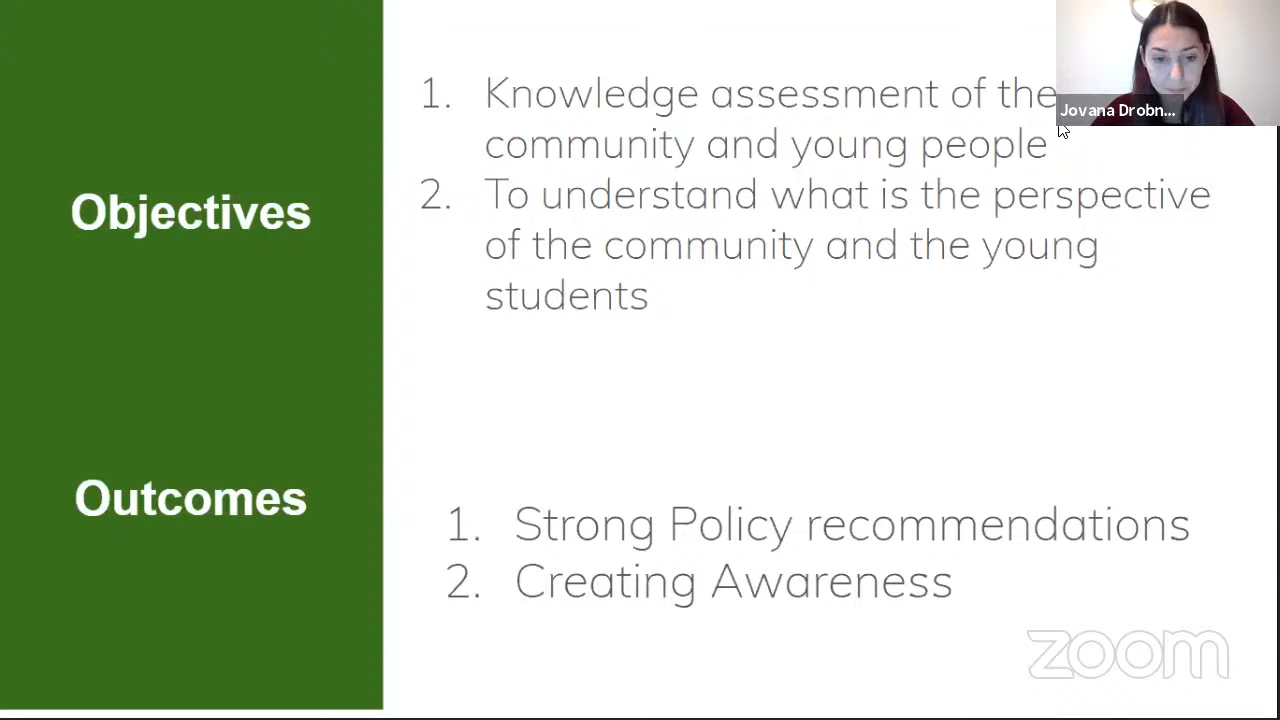 Objectives
1. Knowledge assessment of the
community and young people
2. To understand what is the perspective
of the community and the young
students
Jovana Drobn...
Outcomes
1. Strong Policy recommendations
2. Creating Awareness
zoom